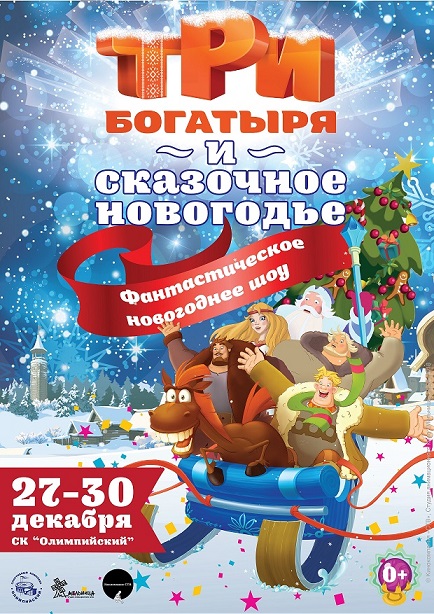 ТРИ
БОГАТЫРЯ
~ И ~
СКАЗОЧНОЕ
НОВОГОДЬЕ
Фантастическое
новогоднее шоу
27-30
декабря
СК "Олимпийский"
0+